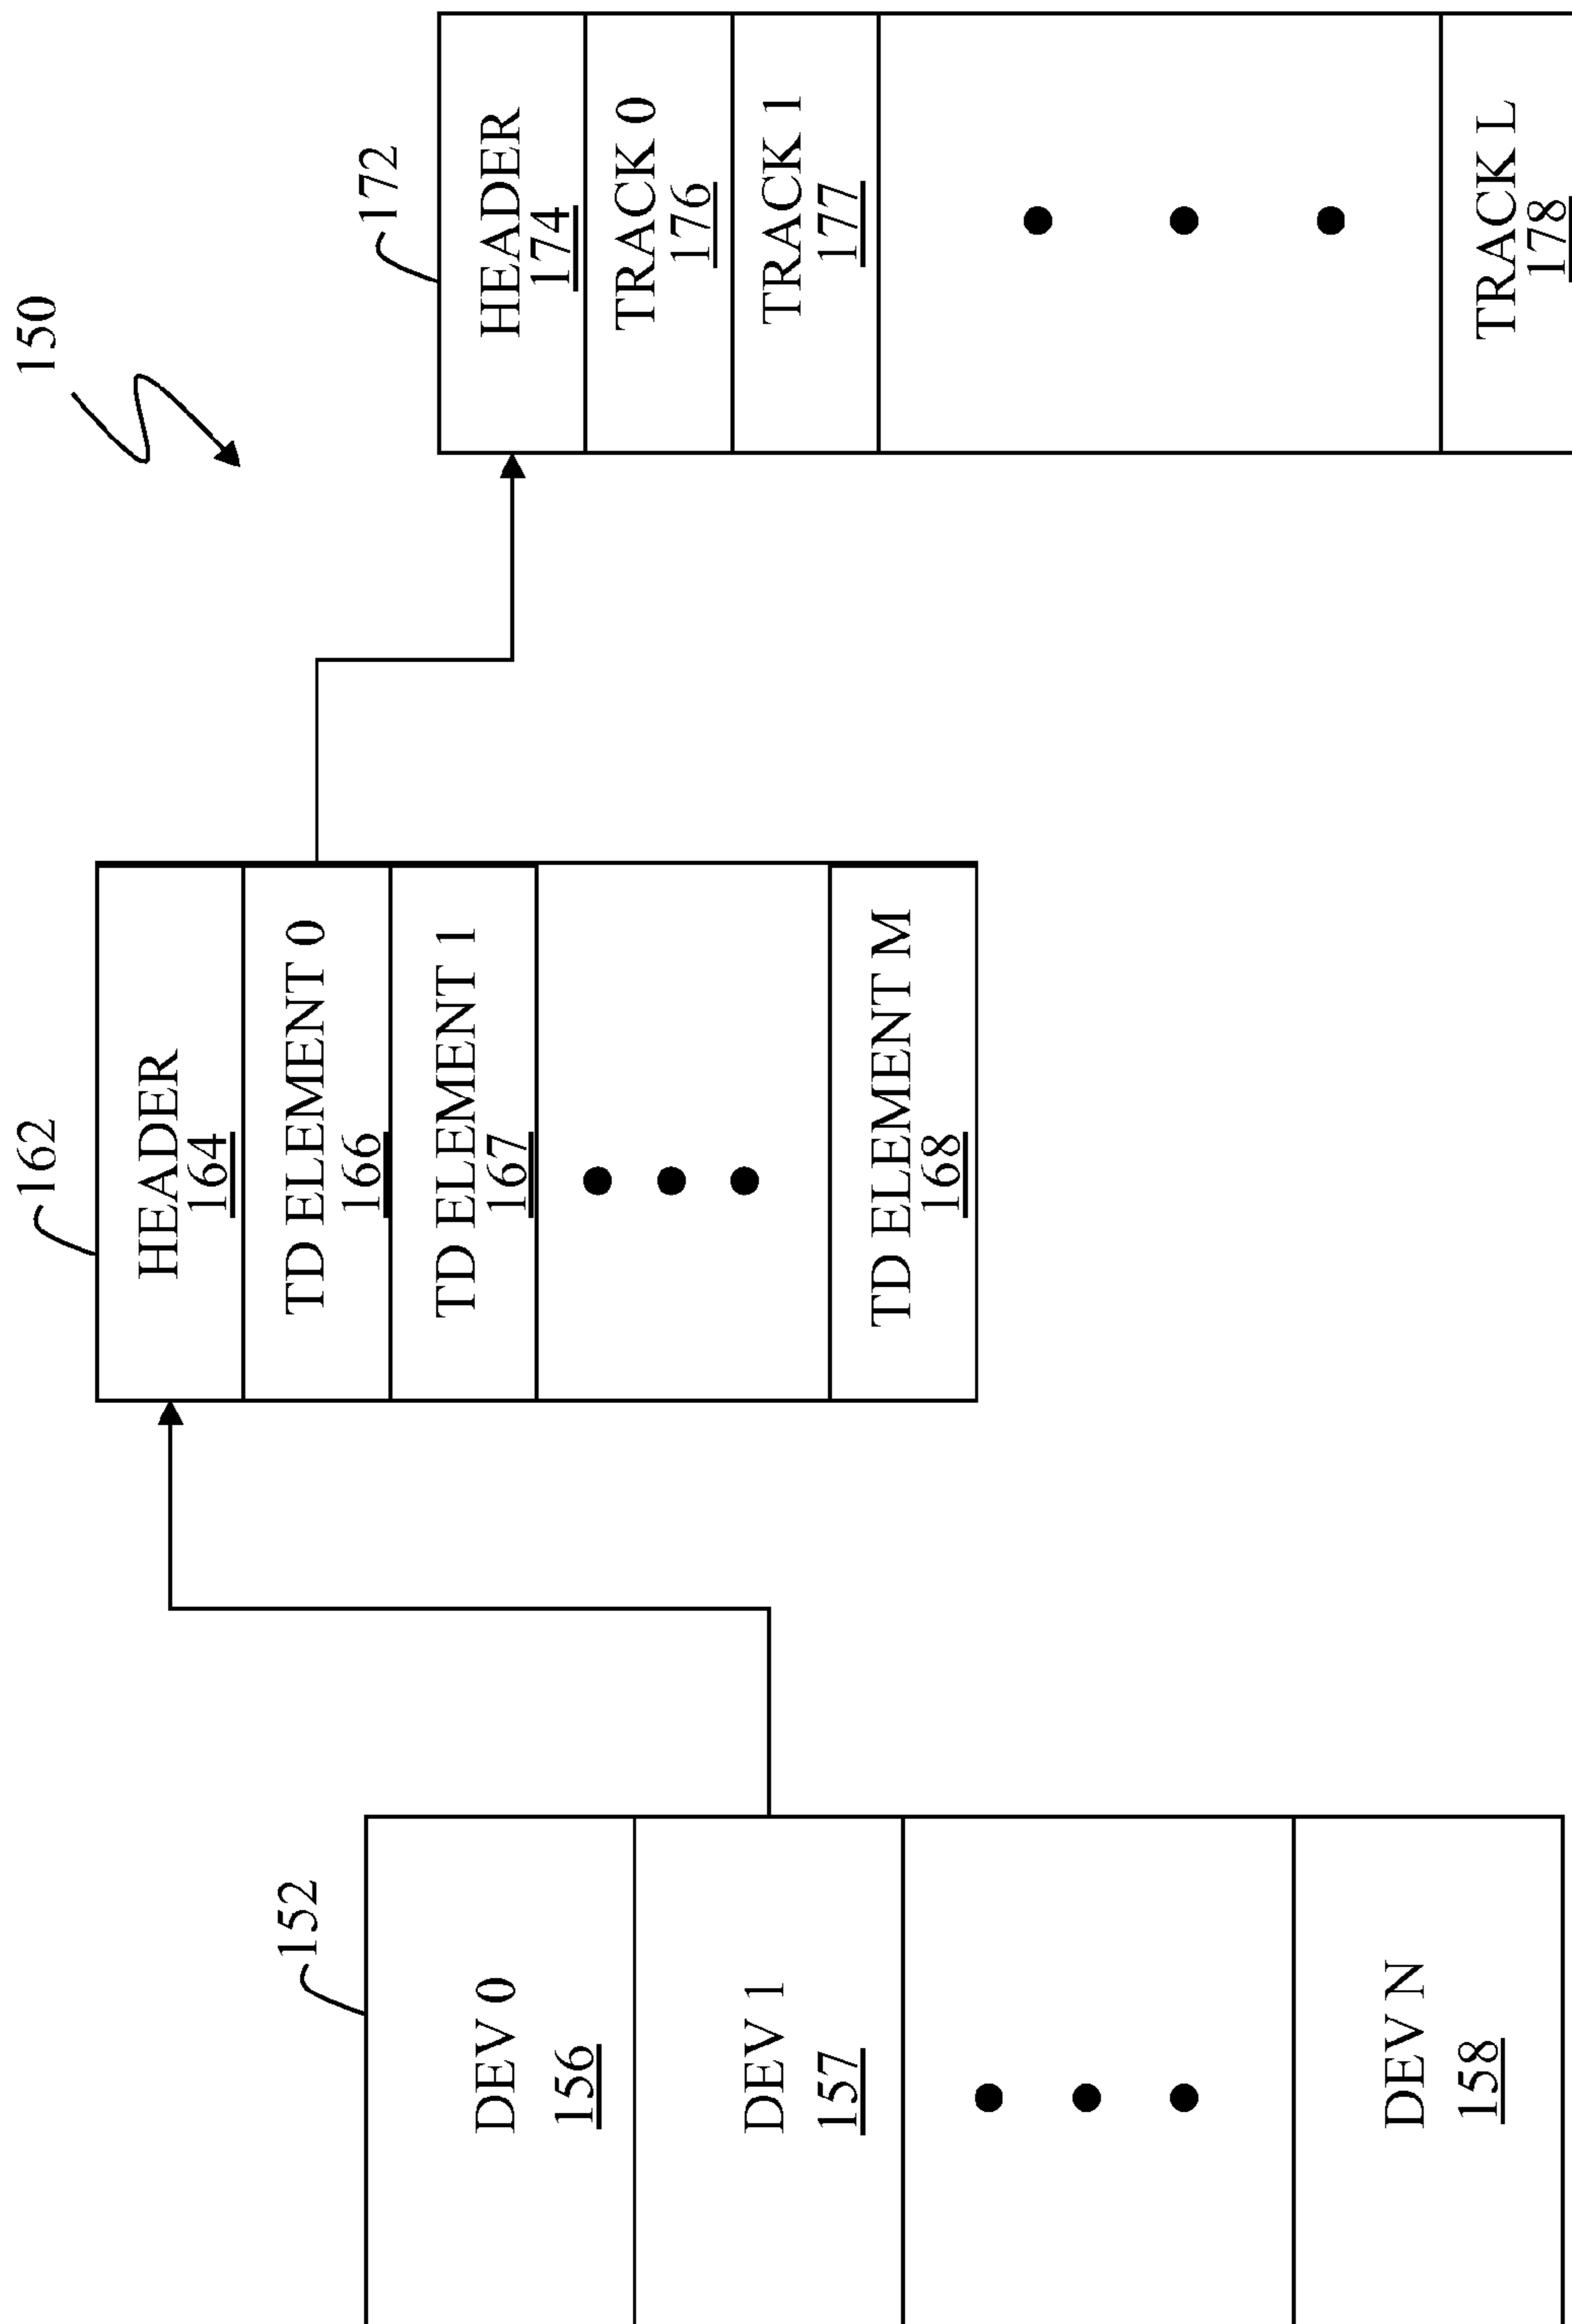 150
152
DEV 0
156
DEV 1
157
DEV N
158
162
HEADER
164
TD ELEMENT 0
166
TD ELEMENT 1
167
TD ELEMENT M
168
172
HEADER
174
TRACK 0
176
TRACK 1
177
TRACK L
178